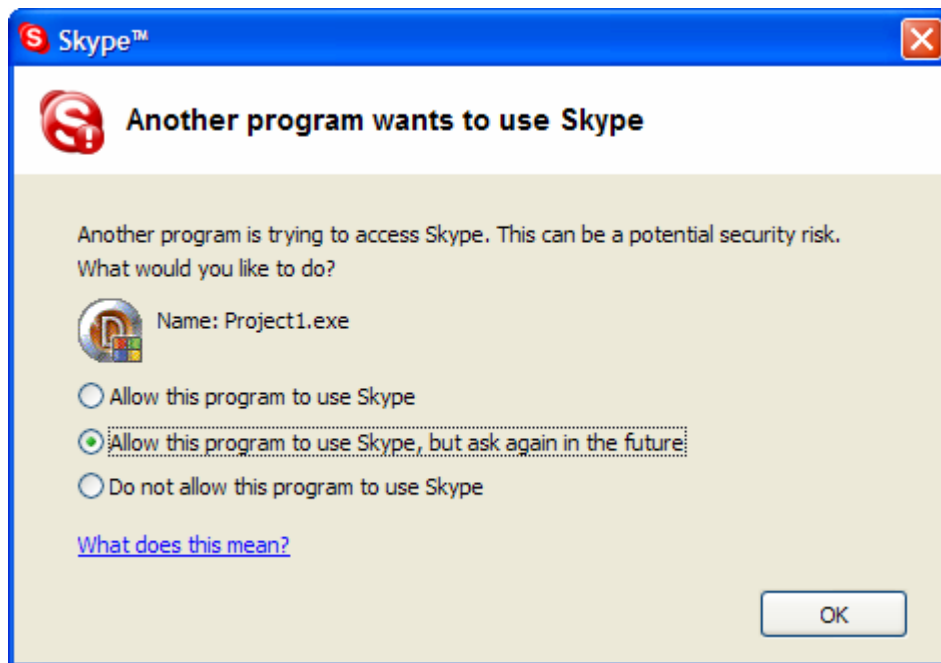 Skype™
Another program wants to use Skype
Another program is trying to access Skype. This can be a potential security risk.
What would you like to do?
Name: Project1.exe
Allow this program to use Skype
Allow this program to use Skype, but ask again in the future
Do not allow this program to use Skype
What does this mean?
OK